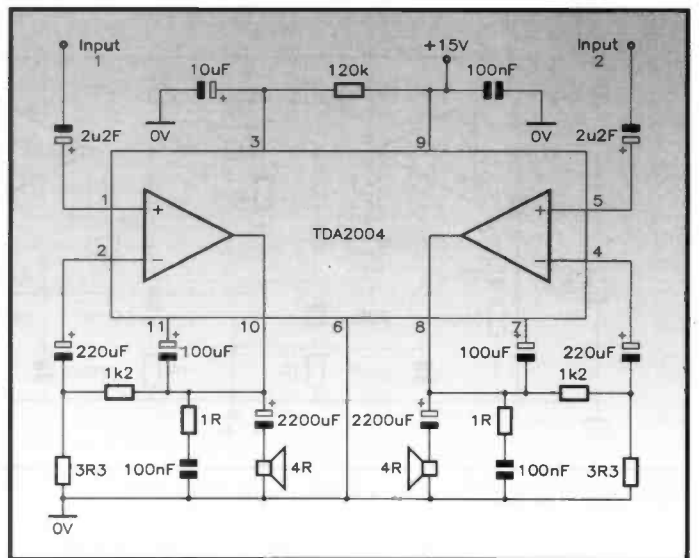 Input
1
+15V
Input
2
10uF
+
120k
100nF
0V
0V
2u2F
+
3
9
2u2F
+
1
+
TDA2004
+
5
2
−
−
4
11
10
6
8
7
+
220uF
+
100uF
+
100uF
+
220uF
1k2
1k2
1R
+
2200uF
+
2200uF
1R
3R3
100nF
4R
4R
100nF
3R3
0V